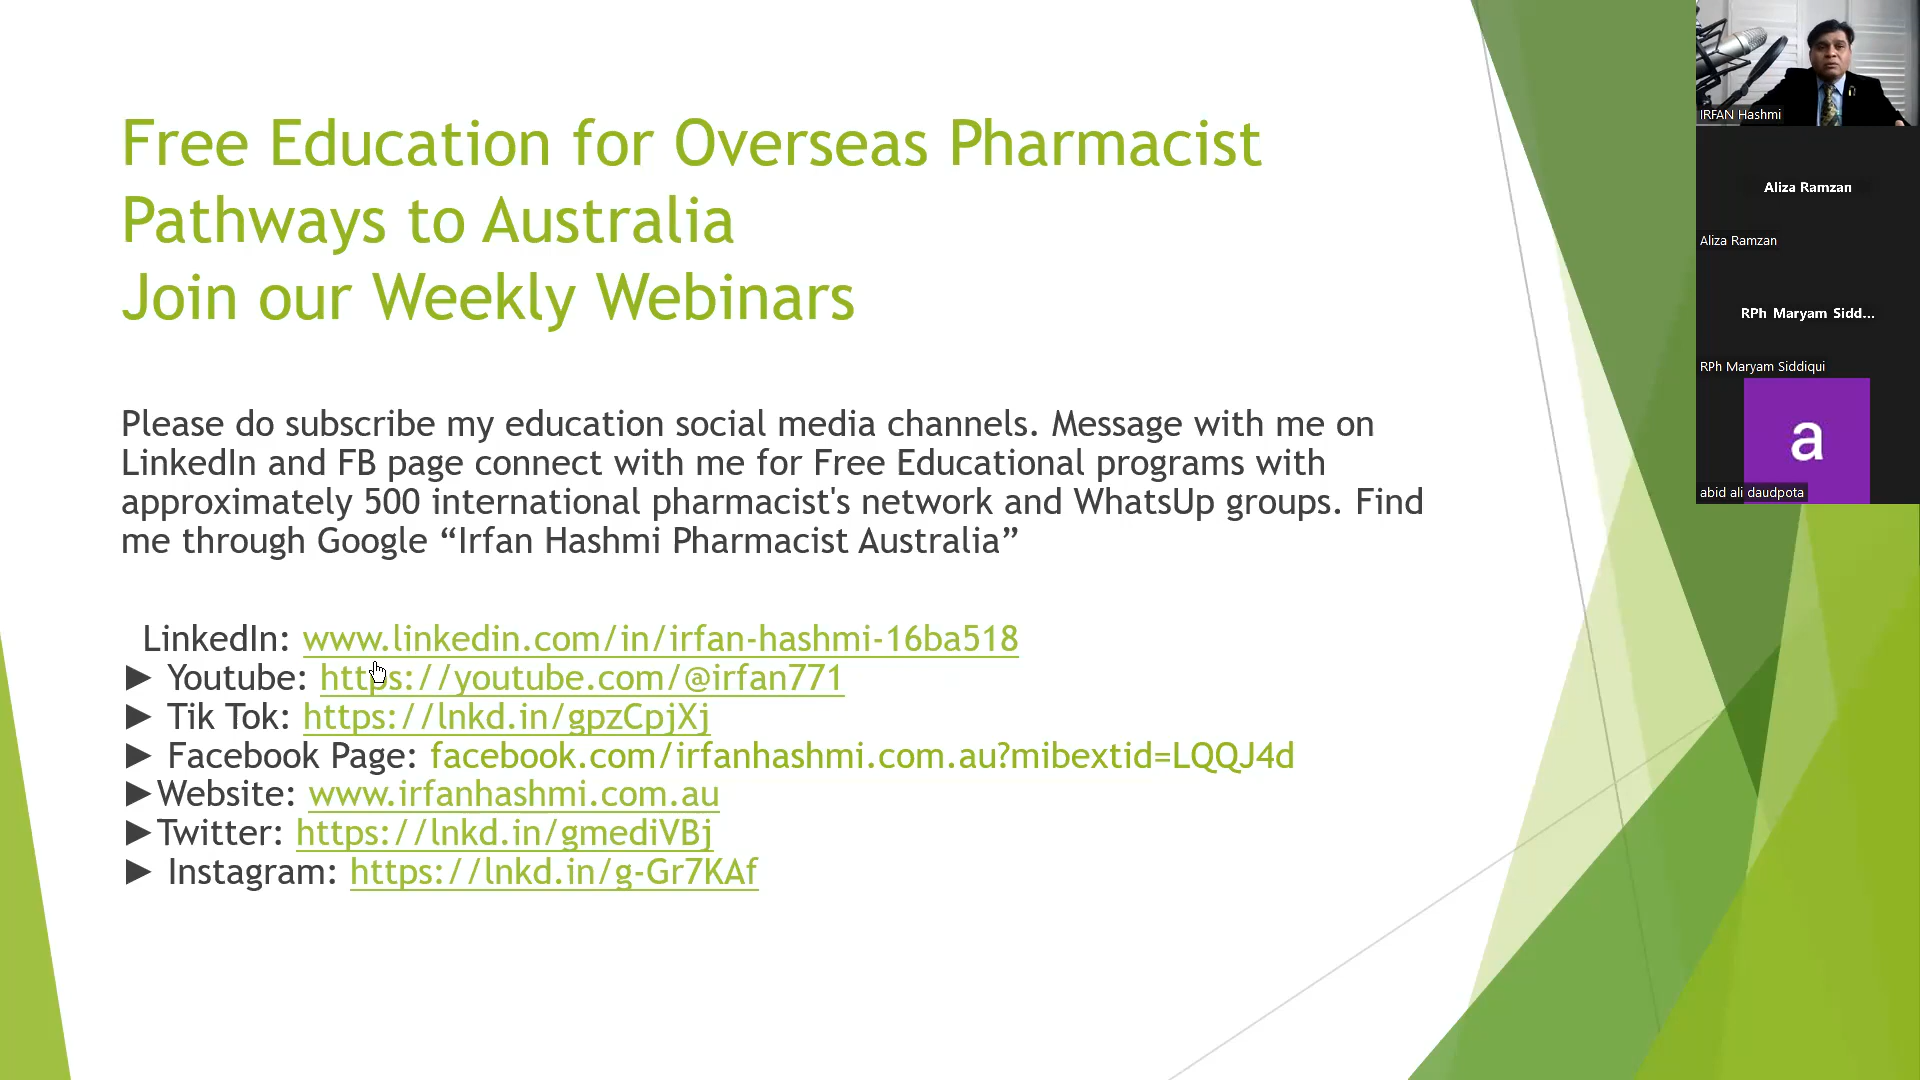 Free Education for Overseas Pharmacist
Pathways to Australia
Join our Weekly Webinars
Please do subscribe my education social media channels. Message with me on
LinkedIn and FB page connect with me for Free Educational programs with
approximately 500 international pharmacist's network and WhatsUp groups. Find
me through Google “Irfan Hashmi Pharmacist Australia”
LinkedIn: www.linkedin.com/in/irfan-hashmi-16ba518
► Youtube: https://youtube.com/@irfan771
► Tik Tok: https://lnkd.in/gpzCpjXj
► Facebook Page: facebook.com/irfanhashmi.com.au?mibextid=LQQJ4d
►Website: www.irfanhashmi.com.au
►Twitter: https://lnkd.in/gmediVBj
► Instagram: https://lnkd.in/g-Gr7KAf
IRFAN Hashmi
Aliza Ramzan
Aliza Ramzan
RPh Maryam Sidd...
RPh Maryam Siddiqui
a
abid ali daudpota